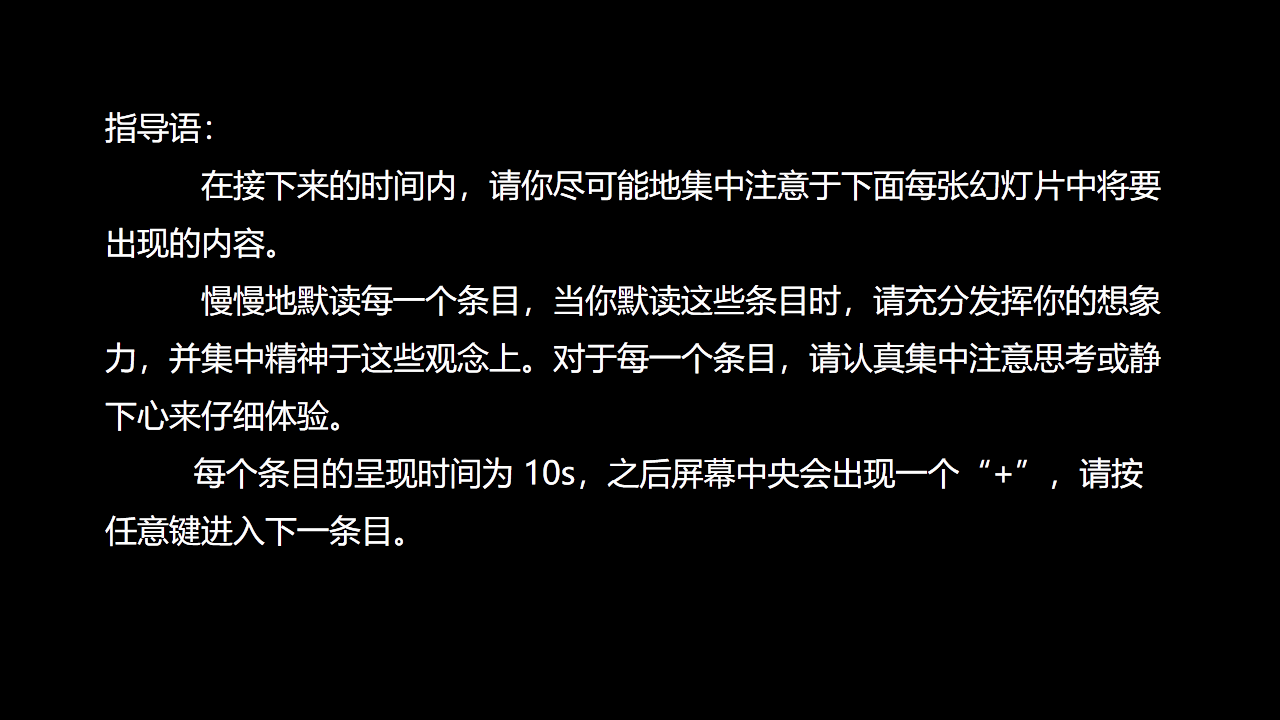 指导语：
在接下来的时间内，请你尽可能地集中注意于下面每张幻灯片中将要
出现的内容。
慢慢地默读每一个条目，当你默读这些条目时，请充分发挥你的想象
力，并集中精神于这些观念上。对于每一个条目，请认真集中注意思考或静
下心来仔细体验。
每个条目的呈现时间为 10s，之后屏幕中央会出现一个“+”，请按
任意键进入下一条目。